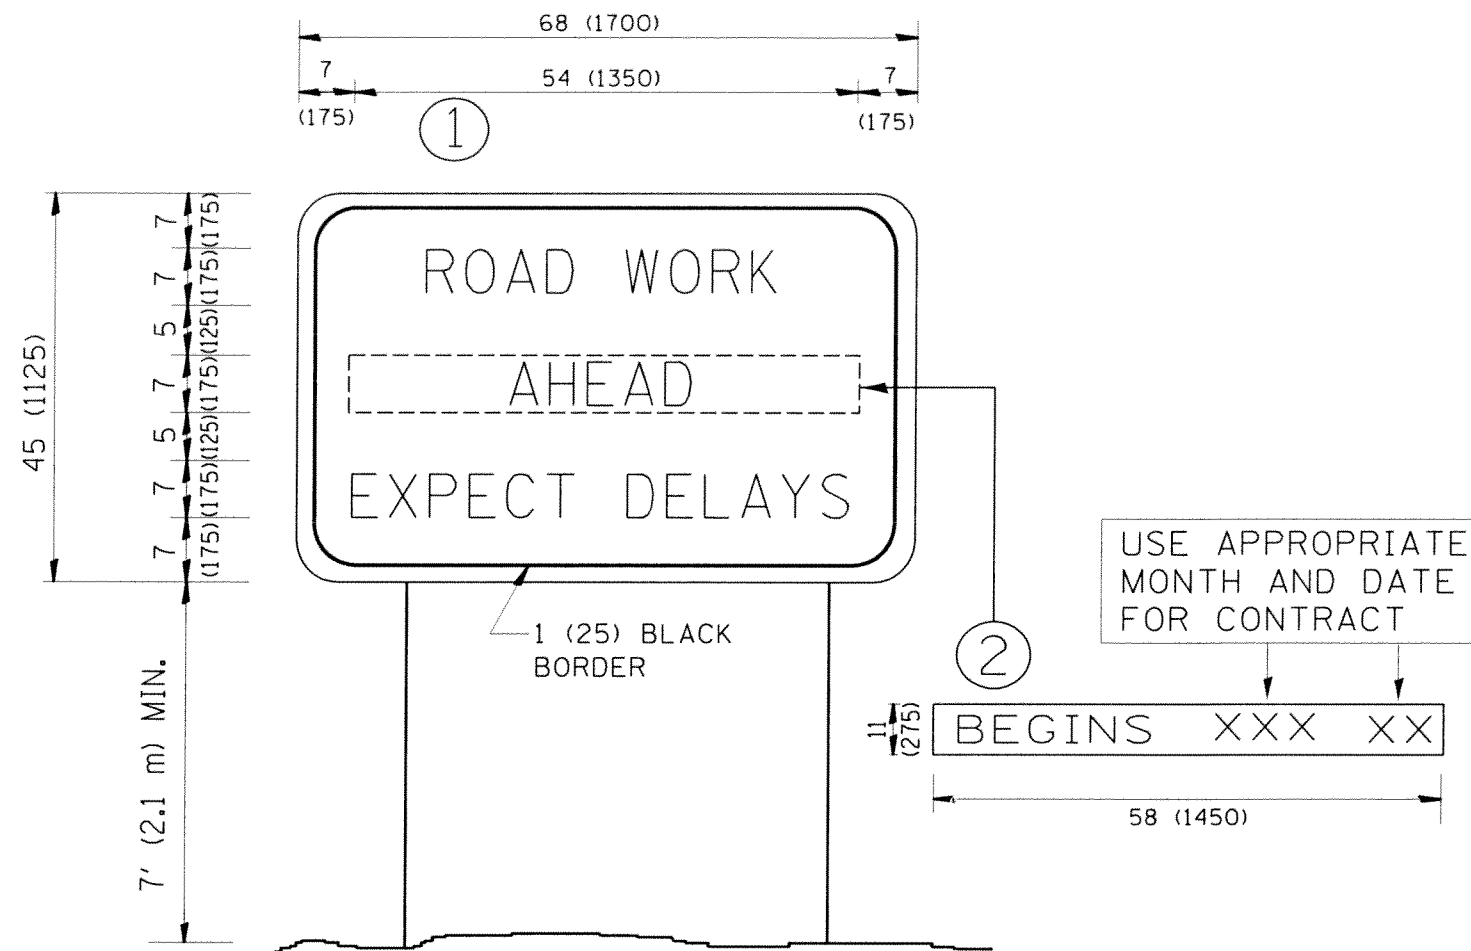 68 (1700)
7
54 (1350)
7
(175)
(175)
1
45 (1125)
7 (175)
7 (175)
5 (125)
7 (175)
5 (125)
7 (175)
7 (175)
ROAD WORK
AHEAD
EXPECT DELAYS
1 (25) BLACK
BORDER
7' (2.1 m) MIN.
2
USE APPROPRIATE
MONTH AND DATE
FOR CONTRACT
11
(275)
BEGINS XXX XX
58 (1450)